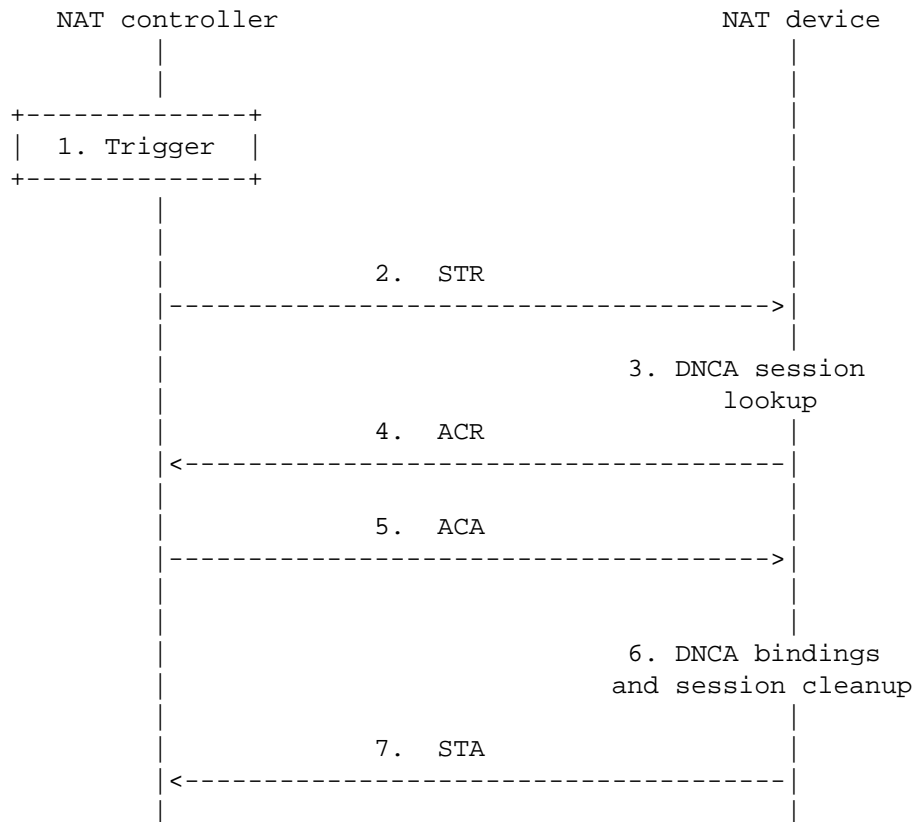 NAT controller NAT device
1. Trigger
2. STR
3. DNCA session
lookup
4. ACR
5. ACA
6. DNCA bindings
and session cleanup
7. STA